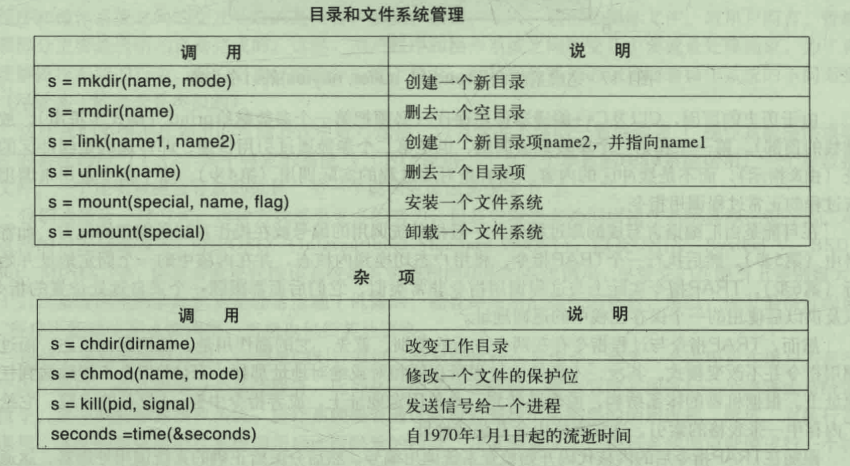 目录和文件系统管理
调 用 说 明
s = mkdir(name, mode) 创建一个新目录
s = rmdir(name) 删去一个空目录
s = link(name1, name2) 创建一个新目录项name2，并指向name1
s = unlink(name) 删去一个目录项
s = mount(special, name, flag) 安装一个文件系统
s = umount(special) 卸载一个文件系统
杂 项
调 用 说 明
s = chdir(dirname) 改变工作目录
s = chmod(name, mode) 修改一个文件的保护位
s = kill(pid, signal) 发送信号给一个进程
seconds =time(&seconds) 自1970年1月1日起的流逝时间